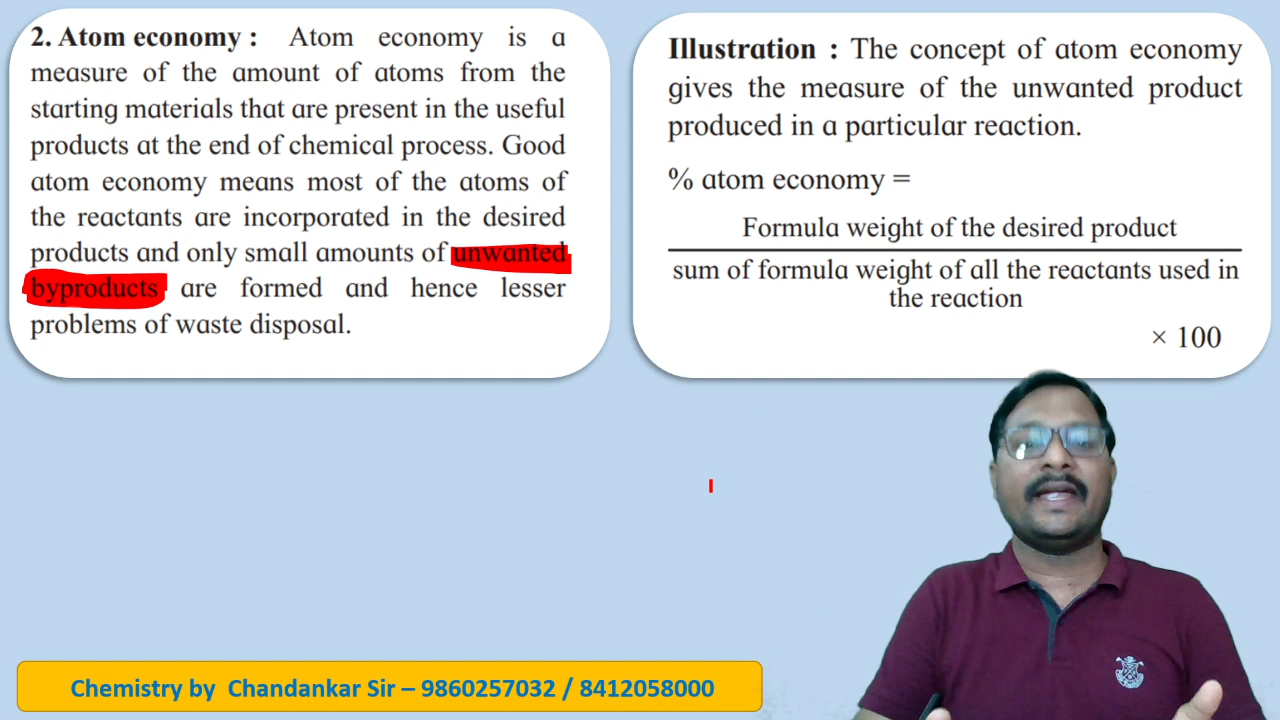 2. Atom economy : Atom economy is a
measure of the amount of atoms from the
starting materials that are present in the useful
products at the end of chemical process. Good
atom economy means most of the atoms of
the reactants are incorporated in the desired
products and only small amounts of unwanted
byproducts are formed and hence lesser
problems of waste disposal.
Illustration : The concept of atom economy
gives the measure of the unwanted product
produced in a particular reaction.
% atom economy =
Formula weight of the desired product
sum of formula weight of all the reactants used in
the reaction
× 100
Chemistry by Chandankar Sir – 9860257032 / 8412058000